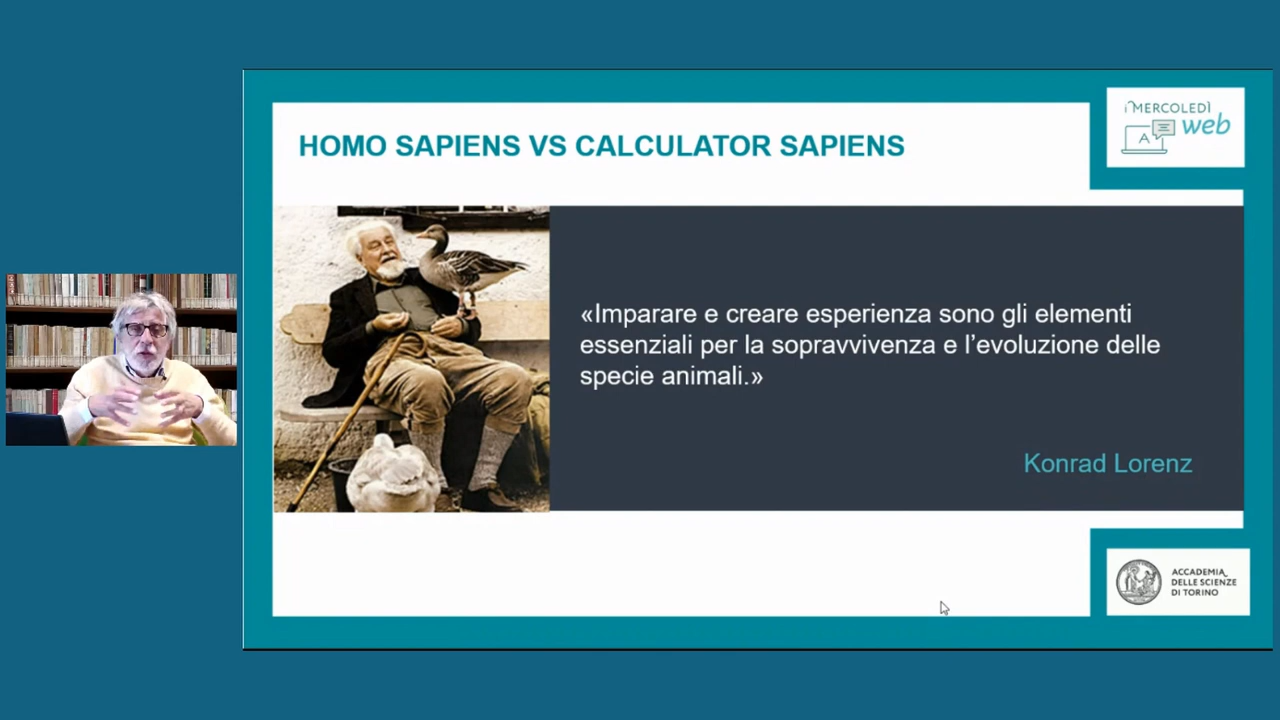 HOMO SAPIENS VS CALCULATOR SAPIENS
i MERCOLEDÌ
web
A
«Imparare e creare esperienza sono gli elementi
essenziali per la sopravvivenza e l'evoluzione delle
specie animali.»
Konrad Lorenz
ACCADEMIA
DELLE SCIENZE
DI TORINO